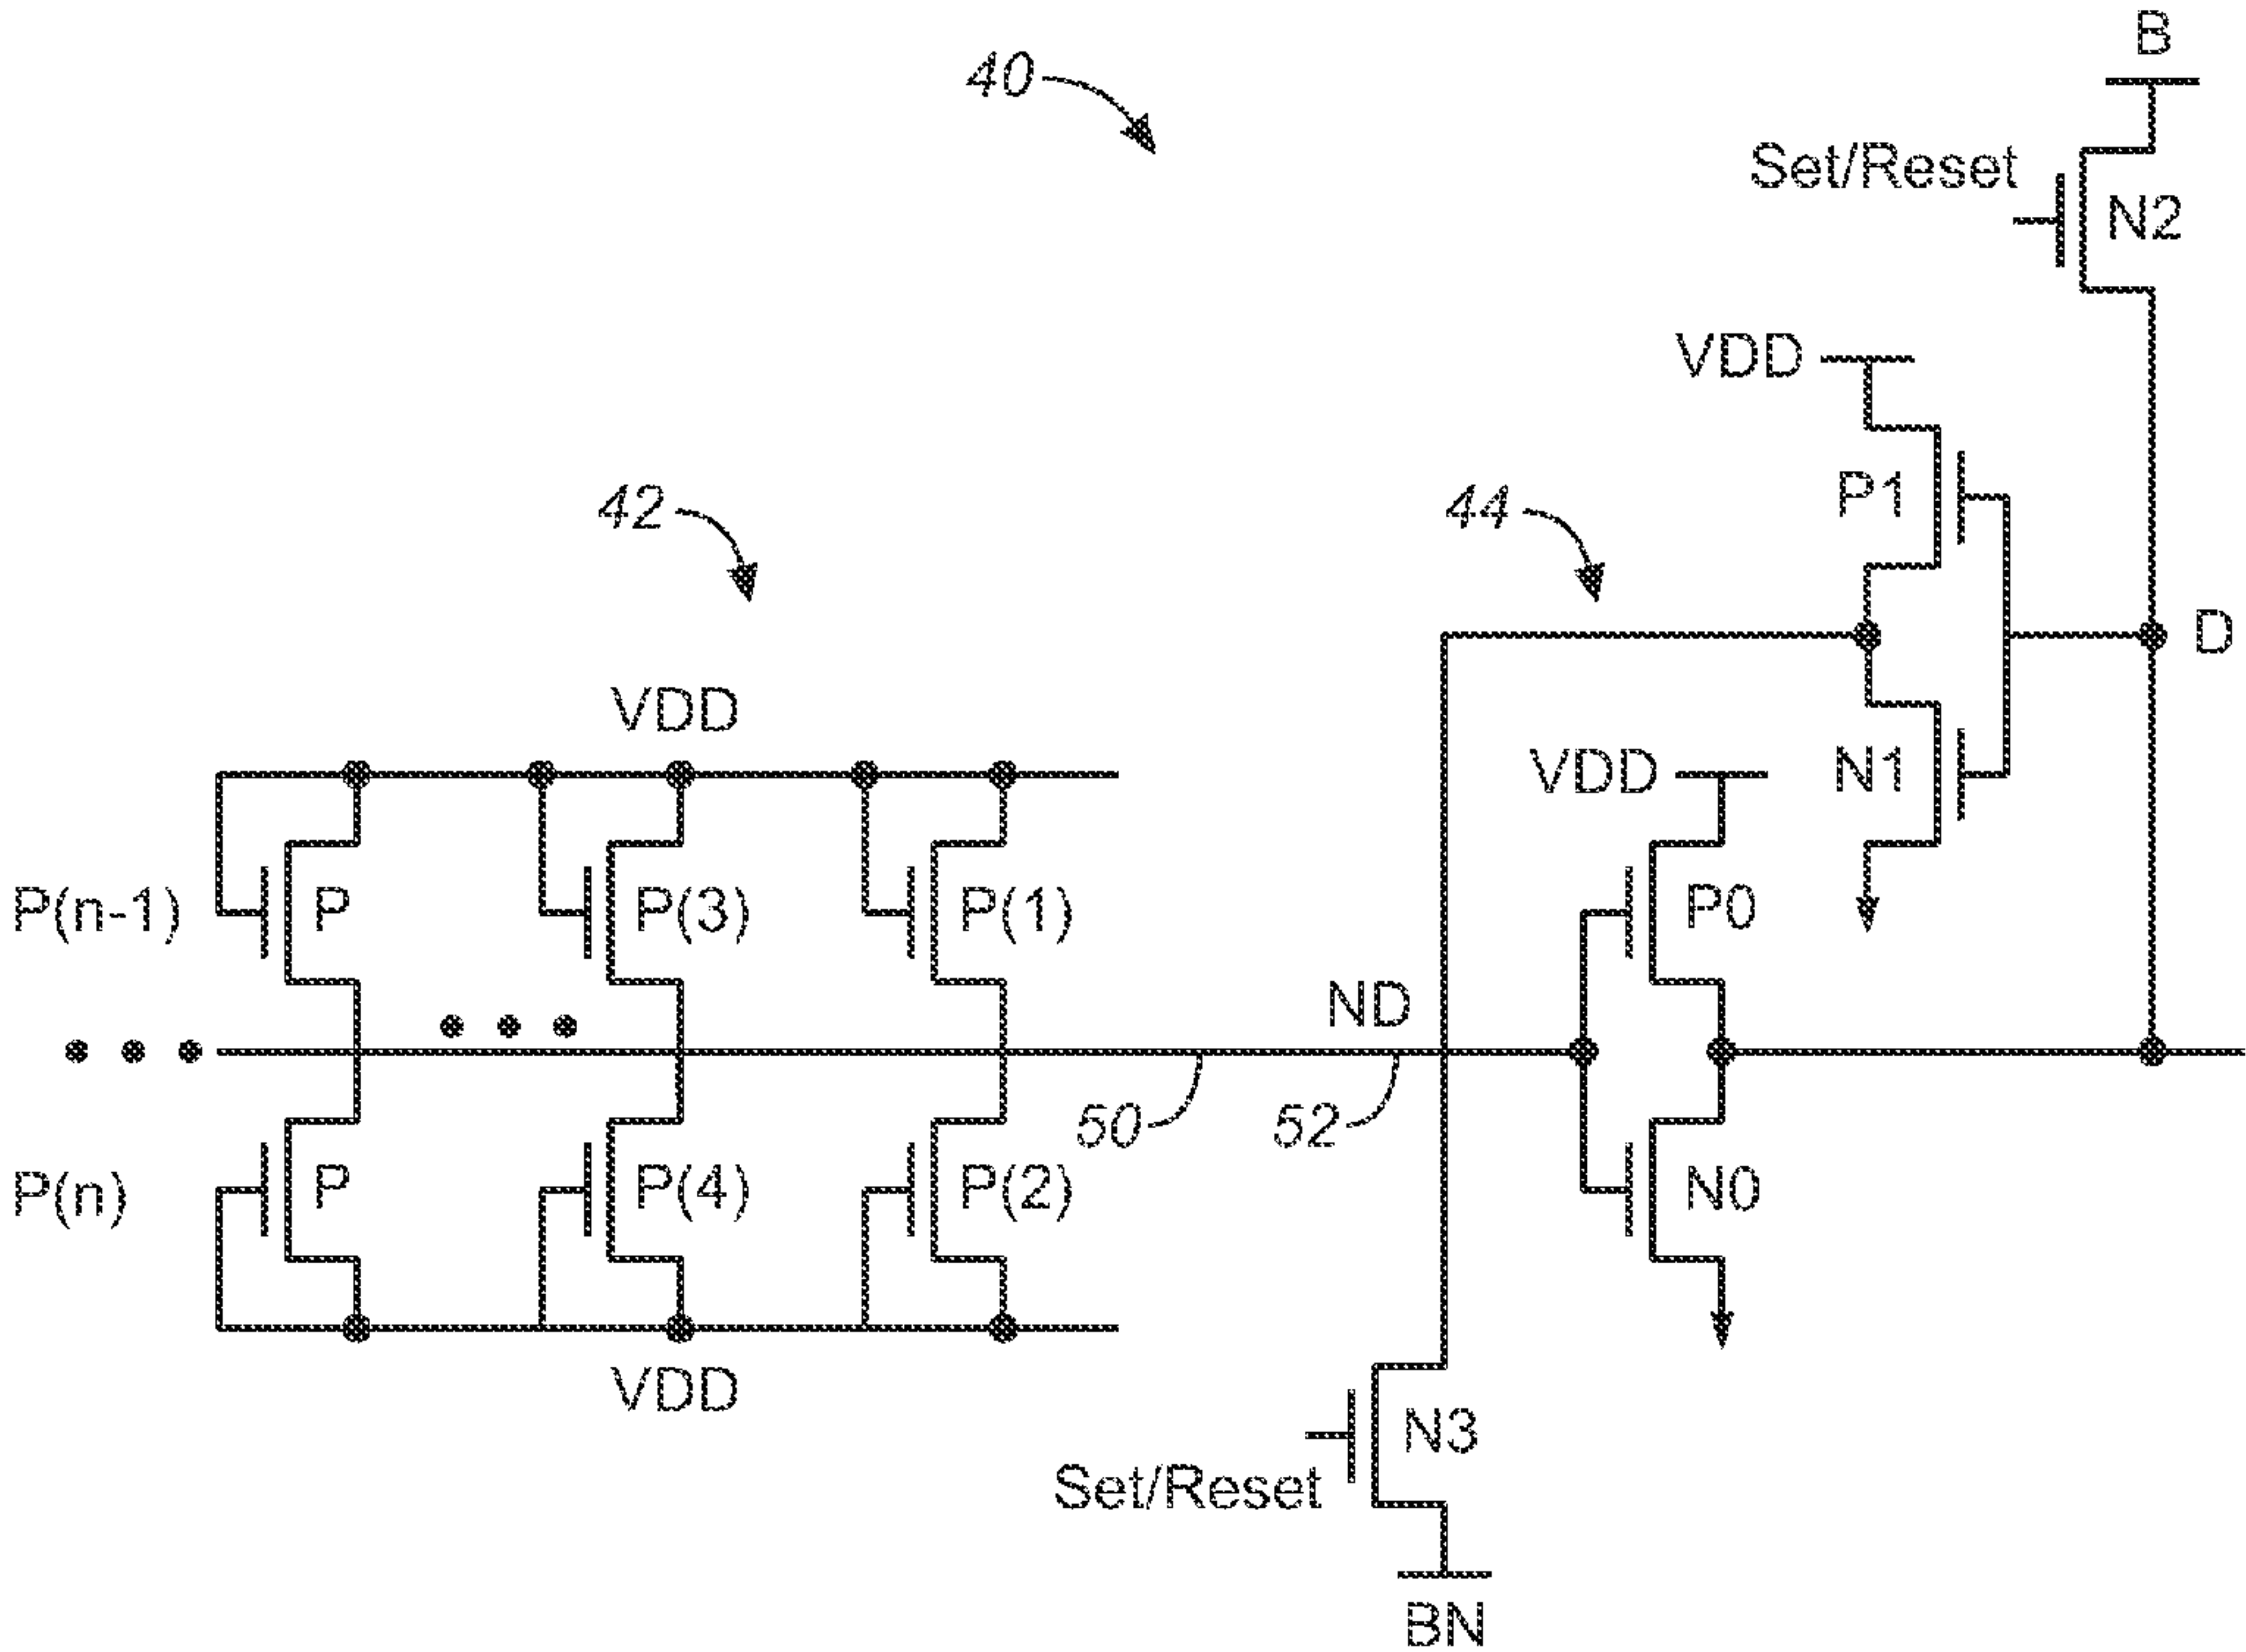 B
40
Set/Reset
N2
VDD
P1
42
44
D
VDD
VDD
N1
P(n-1)
P
P(3)
P(1)
P0
ND
50
52
P(n)
P
P(4)
P(2)
N0
VDD
N3
Set/Reset
BN